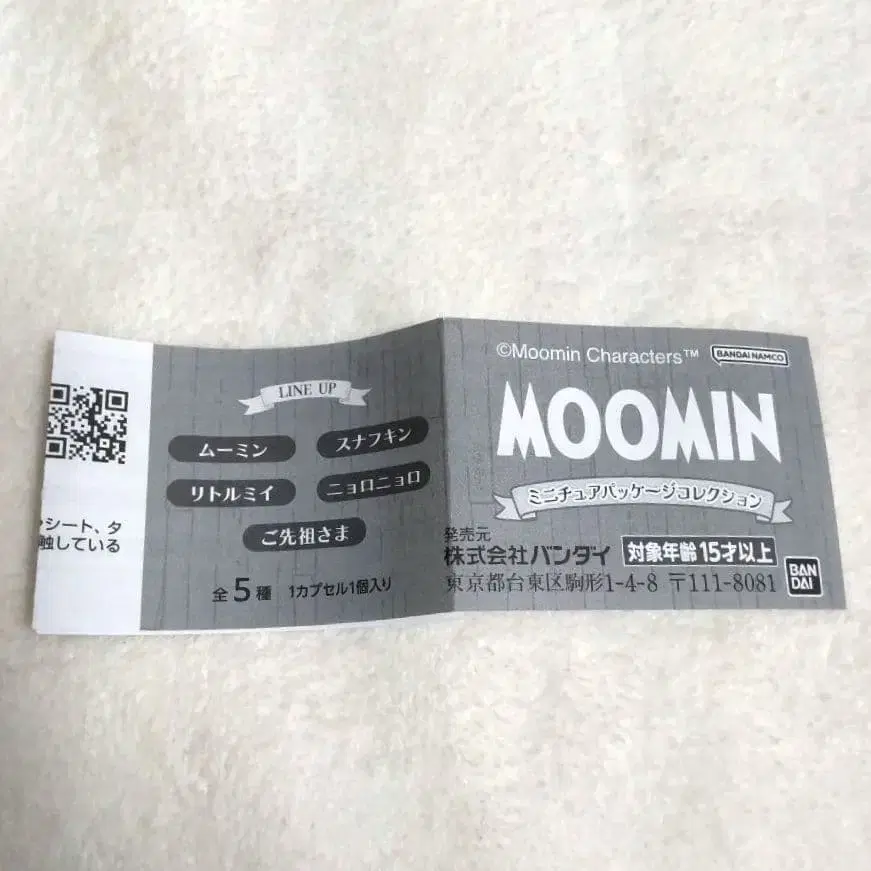 シート、タ
触している
LINE UP
ムーミン
スナフキン
リトルミイ
ニョロニョロ
ご先祖さま
全5種 1カプセル1個入り
©Moomin Characters™
BANDAI NAMCO
MOOMIN
ミニチュアパッケージコレクション
発売元
株式会社バンダイ 対象年齢15才以上
東京都台東区駒形1-4-8 〒111-8081
BAN
DAI